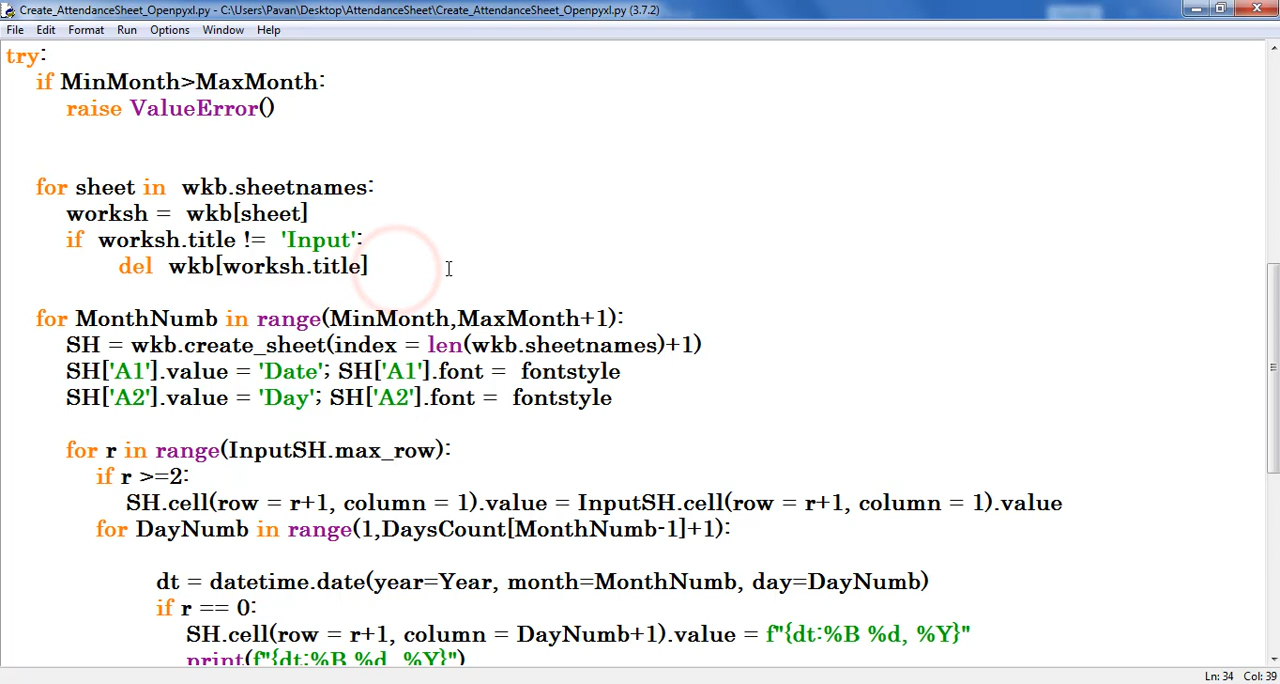 Create_AttendanceSheet_Openpyxl.py - C:\Users\Pavan\Desktop\AttendanceSheet\Create_AttendanceSheet_Openpyxl.py (3.7.2)
File Edit Format Run Options Window Help
try:
if MinMonth>MaxMonth:
raise ValueError()
for sheet in wkb.sheetnames:
worksh = wkb[sheet]
if worksh.title != 'Input':
del wkb[worksh.title]
for MonthNumb in range(MinMonth,MaxMonth+1):
SH = wkb.create_sheet(index = len(wkb.sheetnames)+1)
SH['A1'].value = 'Date'; SH['A1'].font = fontstyle
SH['A2'].value = 'Day'; SH['A2'].font = fontstyle
for r in range(InputSH.max_row):
if r >=2:
SH.cell(row = r+1, column = 1).value = InputSH.cell(row = r+1, column = 1).value
for DayNumb in range(1,DaysCount[MonthNumb-1]+1):
dt = datetime.date(year=Year, month=MonthNumb, day=DayNumb)
if r == 0:
SH.cell(row = r+1, column = DayNumb+1).value = f"{dt:%B %d, %Y}"
print(f"{dt:%B %d, %Y}")
Ln: 34 Col: 39